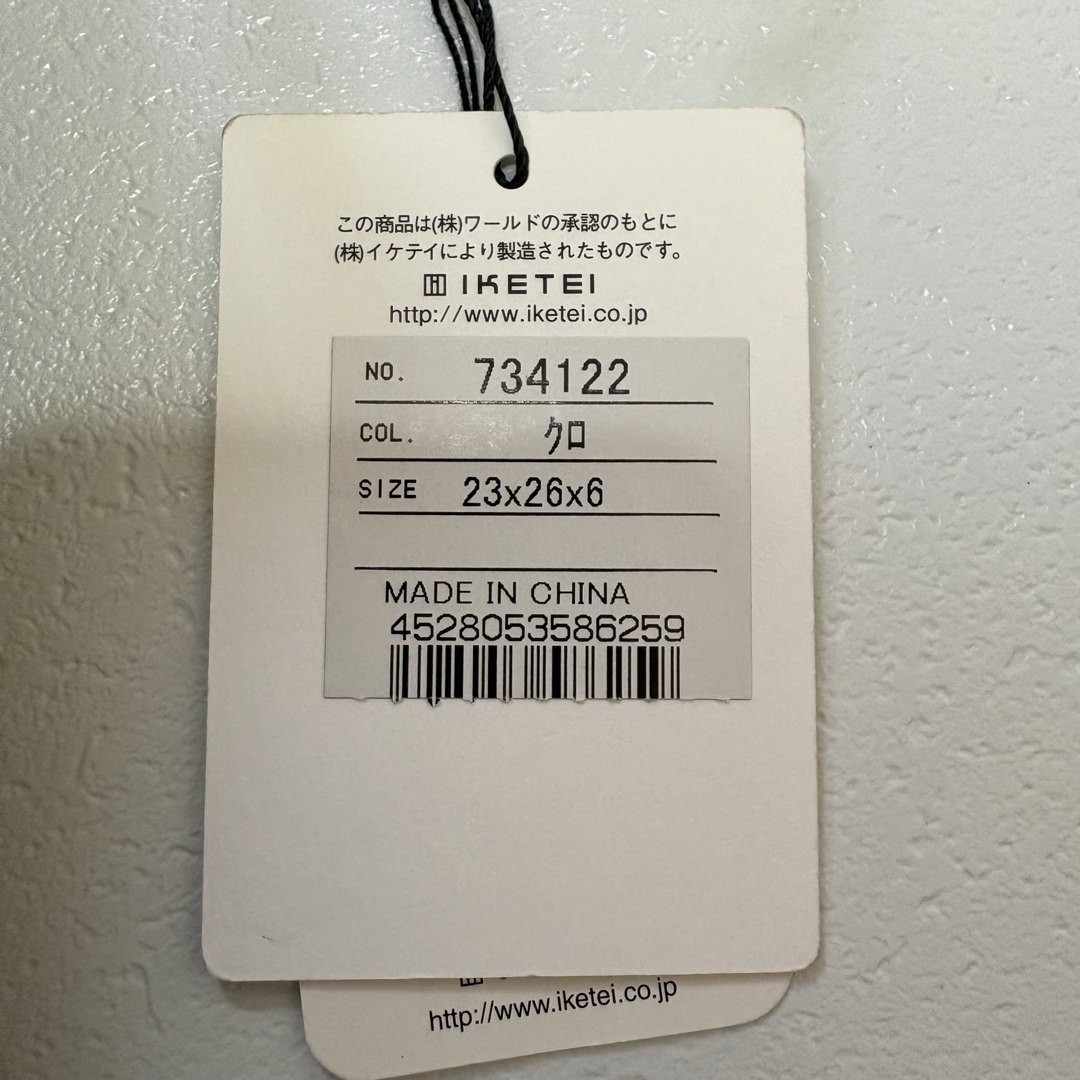 この商品は(株)ワールドの承認のもとに
(株)イケテイにより製造されたものです。
IKETEI
http://www.iketei.co.jp
NO. 734122
COL. クロ
SIZE 23x26x6
MADE IN CHINA
4528053586259
http://www.iketei.co.jp